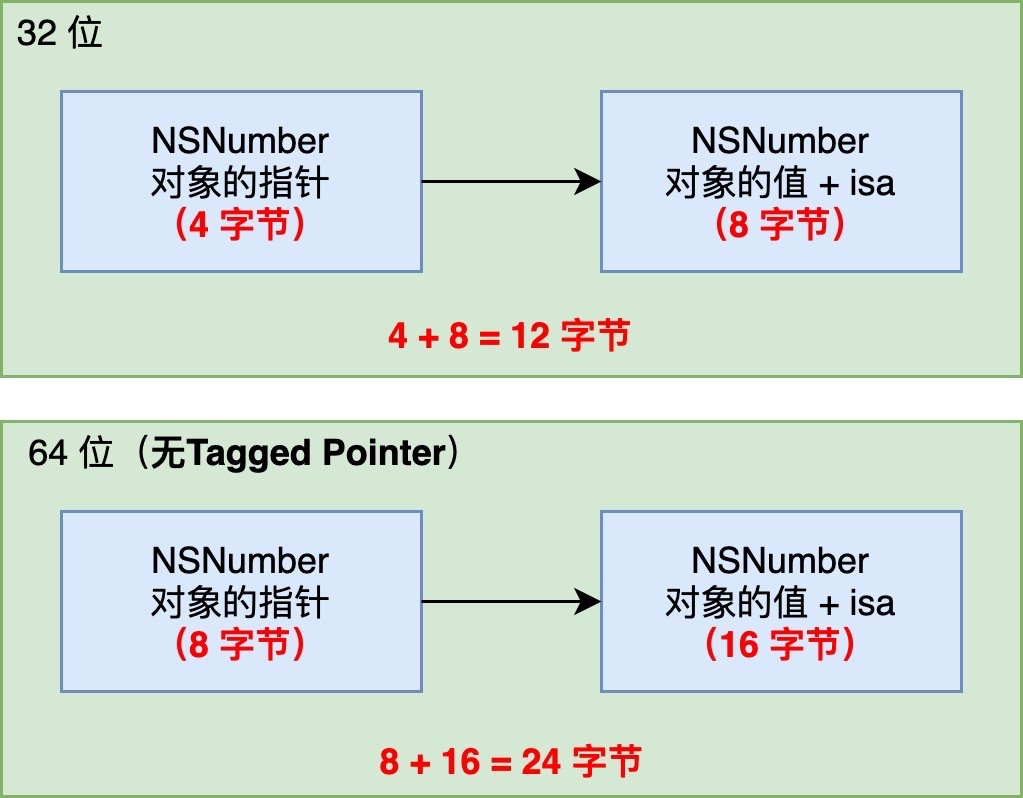 32 位
NSNumber
对象的指针
（4 字节）
NSNumber
对象的值 + isa
（8 字节）
4 + 8 = 12 字节
64 位（无Tagged Pointer）
NSNumber
对象的指针
（8 字节）
NSNumber
对象的值 + isa
（16 字节）
8 + 16 = 24 字节